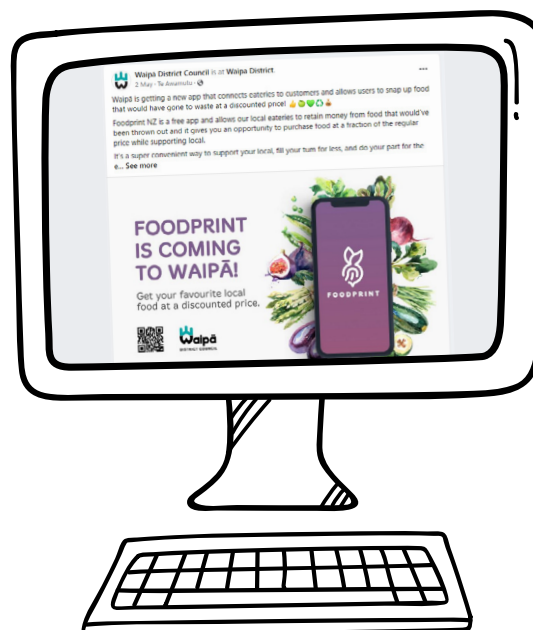 Waipā District Council is at Waipa District.
2 May · Te Awamutu ·
Waipā is getting a new app that connects eateries to customers and allows users to snap up food
that would have gone to waste at a discounted price!
Foodprint NZ is a free app and allows our local eateries to retain money from food that would've
been thrown out and it gives you an opportunity to purchase food at a fraction of the regular
price while supporting local.
It's a super convenient way to support your local, fill your tum for less, and do your part for the
e... See more
FOODPRINT
IS COMING
TO WAIPĀ!
Get your favourite local
food at a discounted price.
Waipā
DISTRICT COUNCIL
FOODPRINT